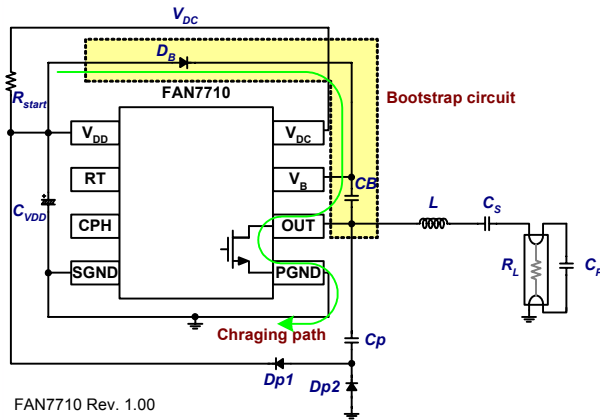 VDC
DB
FAN7710
Bootstrap circuit
Rstart
VDD
VDC
RT
VB
CB
CVDD
CPH
OUT
L
CS
SGND
PGND
RL
Chraging path
Cp
Dp1
Dp2
FAN7710 Rev. 1.00